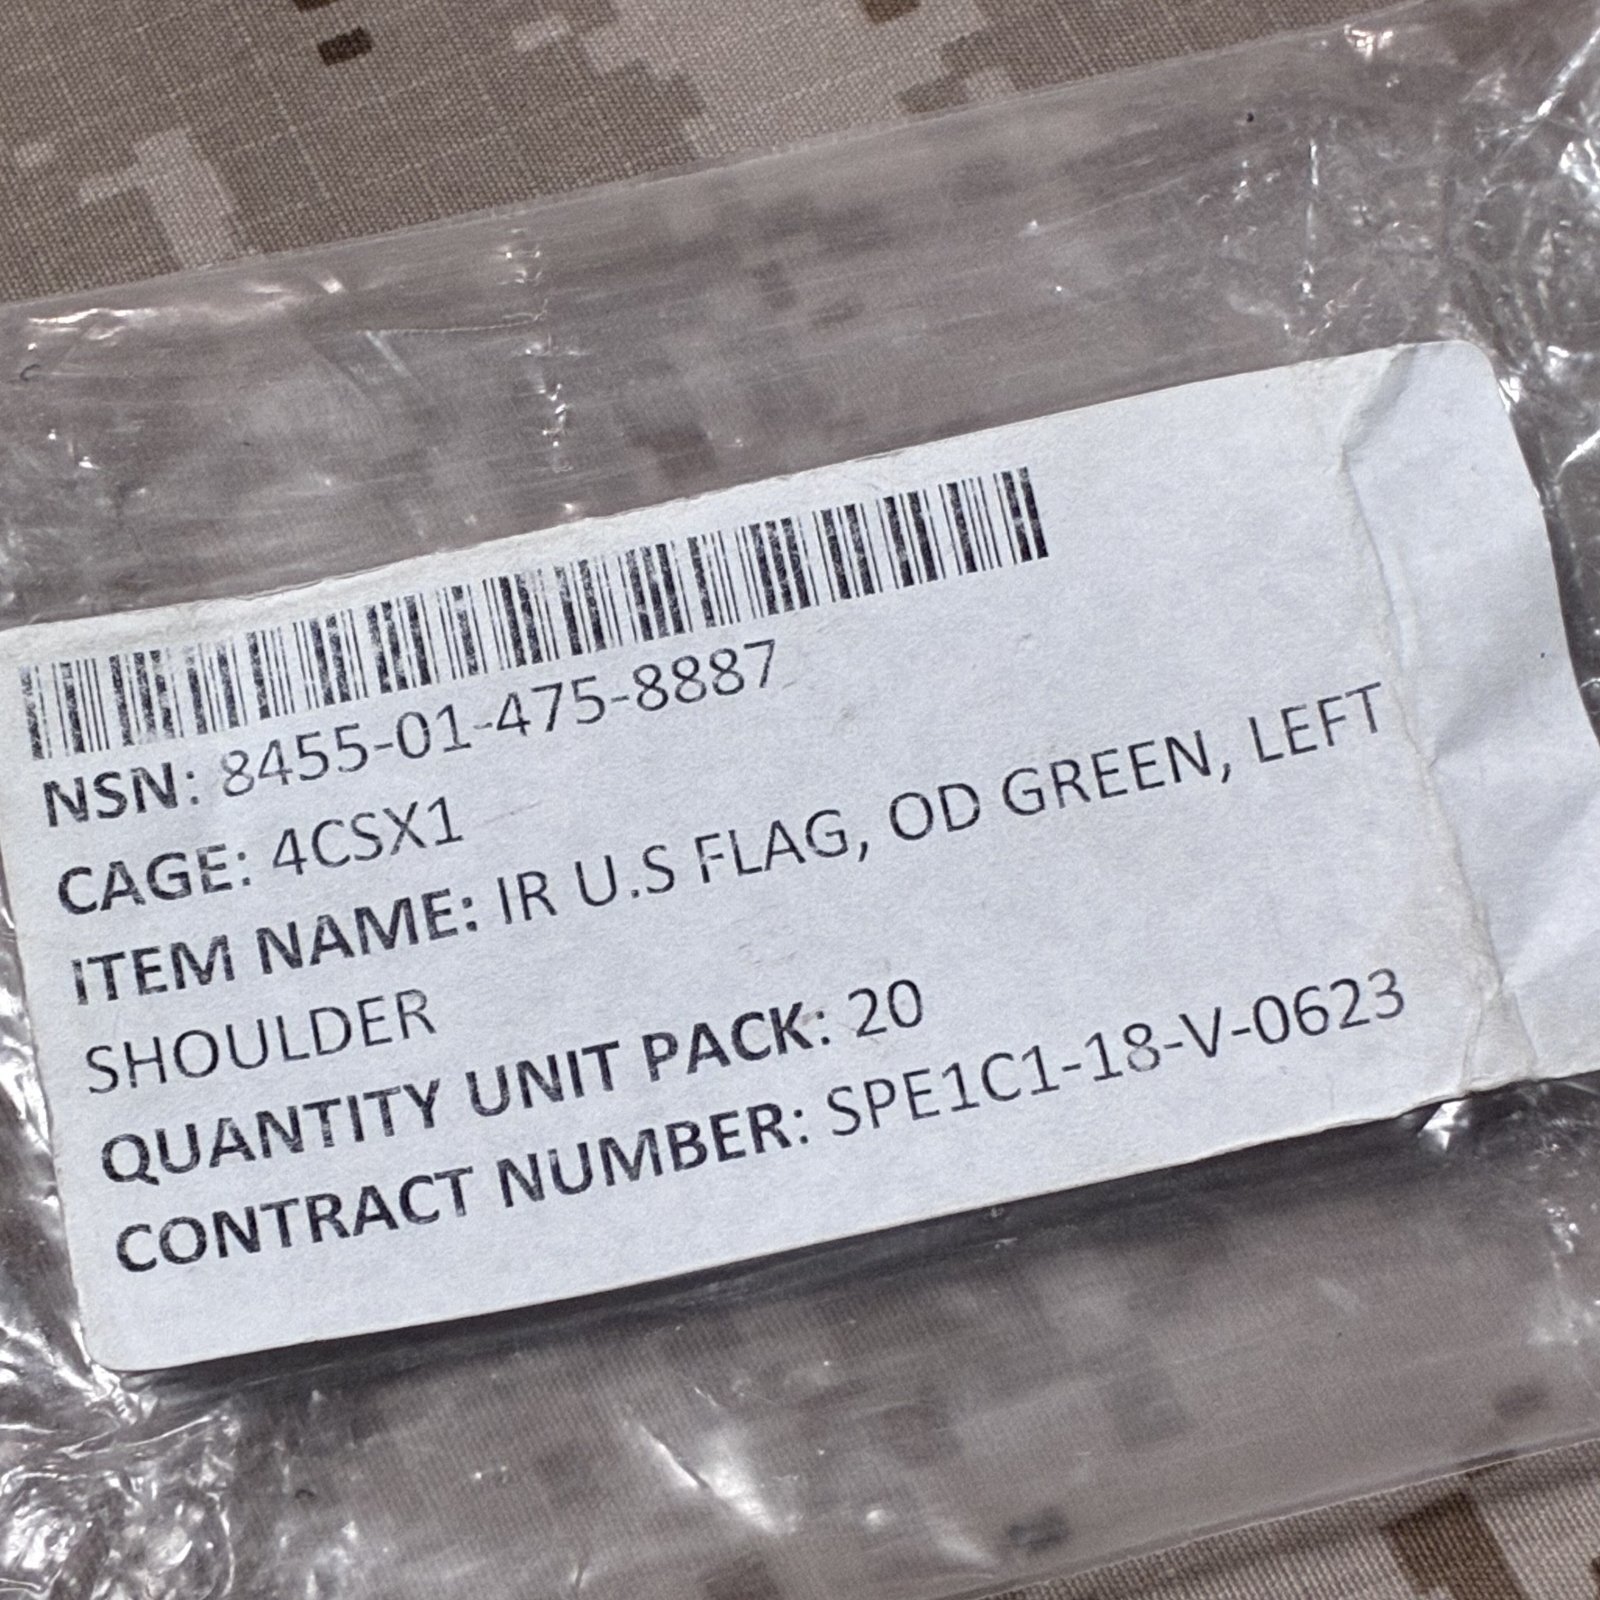 NSN: 8455-01-475-8887
CAGE: 4CSX1
ITEM NAME: IR U.S FLAG, OD GREEN, LEFT
SHOULDER
QUANTITY UNIT PACK: 20
CONTRACT NUMBER: SPE1C1-18-V-0623